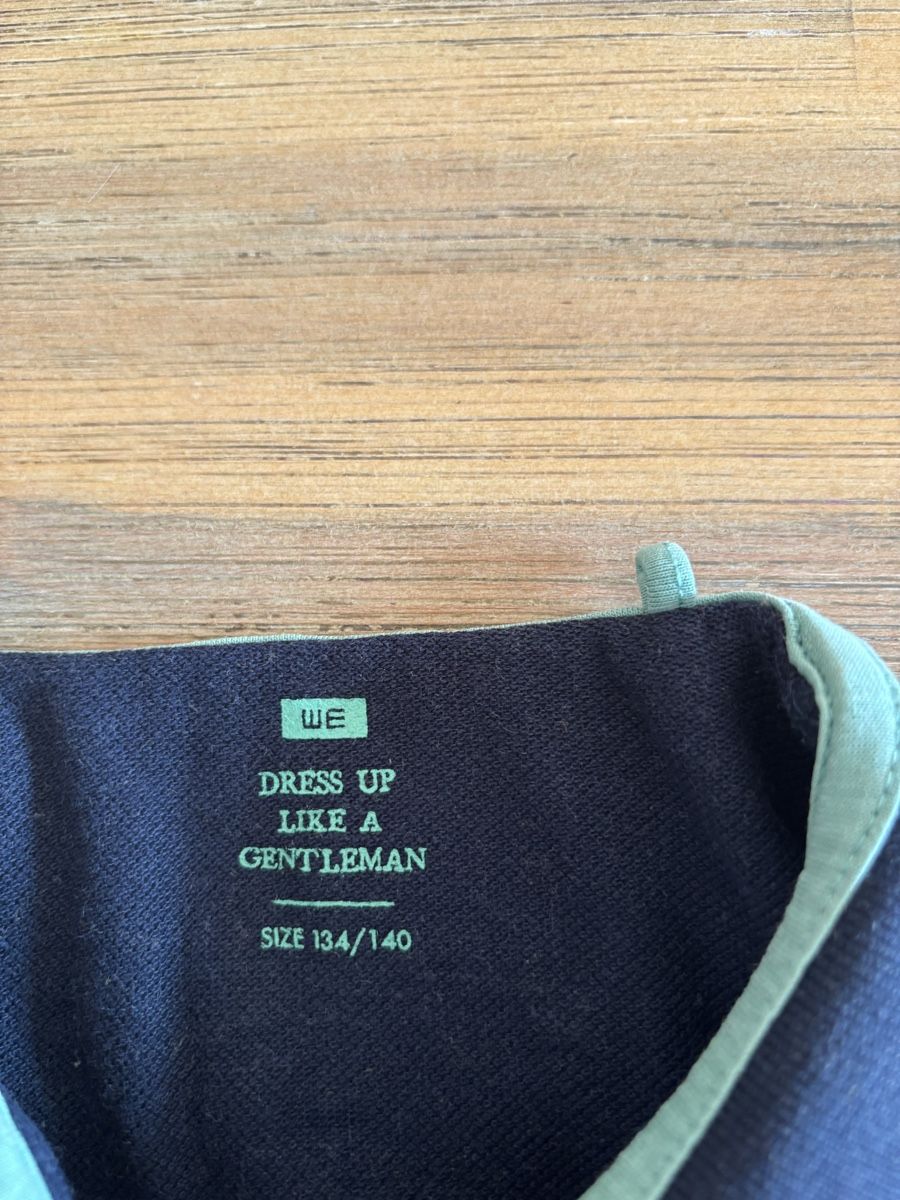 WE
DRESS UP
LIKE A
GENTLEMAN
SIZE 134/140